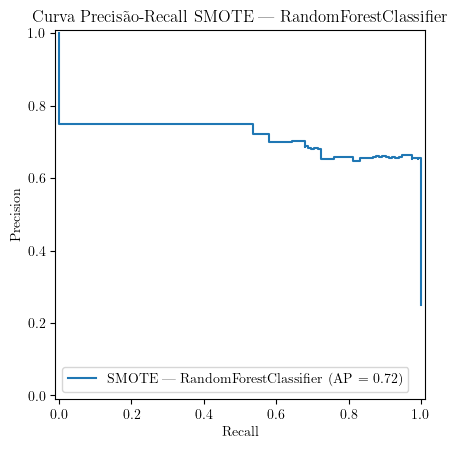 Curva Precisão-Recall SMOTE — RandomForestClassifier
1.0
0.8
0.6
0.4
0.2
0.0
Precision
SMOTE — RandomForestClassifier (AP = 0.72)
0.0 0.2 0.4 0.6 0.8 1.0
Recall